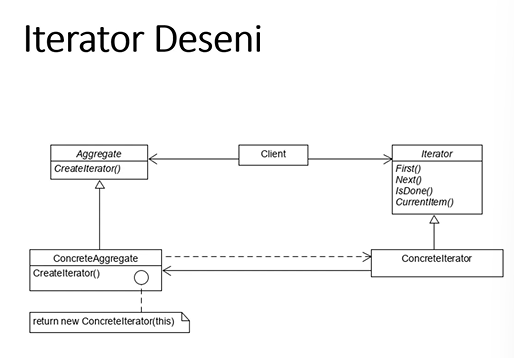 Iterator Deseni
Aggregate
CreateIterator()
Client
Iterator
First()
Next()
IsDone()
CurrentItem()
ConcreteAggregate
CreateIterator()
ConcreteIterator
return new ConcreteIterator(this)